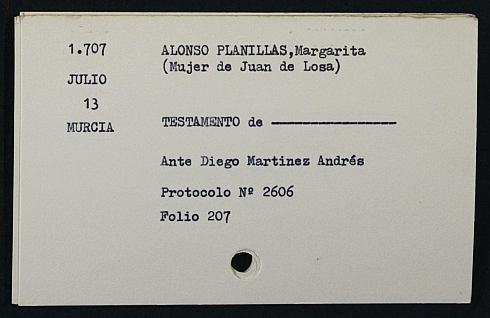 1.707 ALONSO PLANILLAS,Margarita
(Mujer de Juan de Losa)
JULIO
13
MURCIA TESTAMENTO de ————————
Ante Diego Martinez Andrés
Protocolo Nº 2606
Folio 207